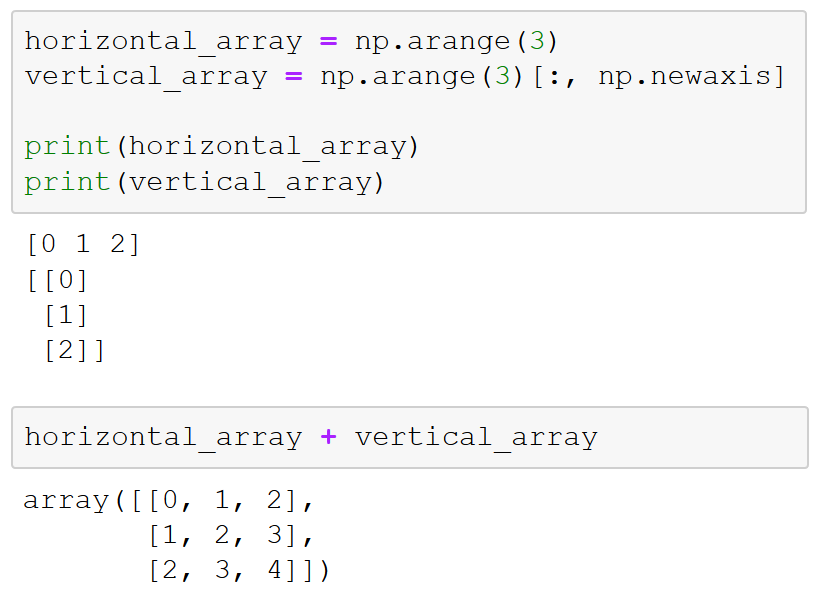 horizontal_array = np.arange(3)
vertical_array = np.arange(3)[:, np.newaxis]
print(horizontal_array)
print(vertical_array)
[0 1 2]
[[0]
 [1]
 [2]]
horizontal_array + vertical_array
array([[0, 1, 2],
       [1, 2, 3],
       [2, 3, 4]])